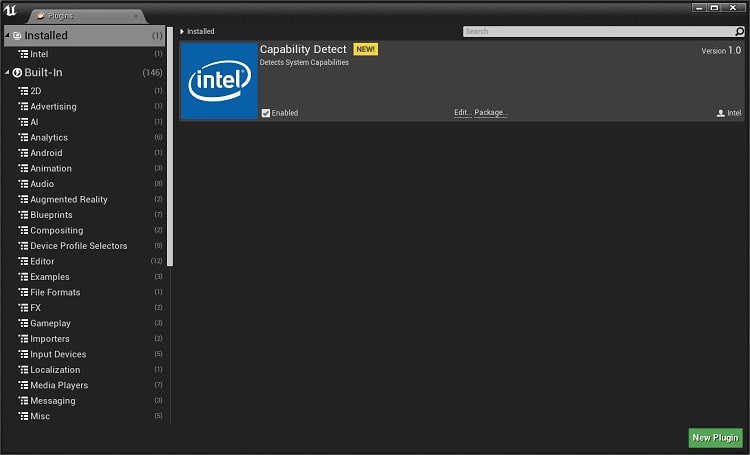 Plugins
Installed (1)
Intel (1)
Built-In (146)
2D (1)
Advertising (1)
AI (1)
Analytics (6)
Android (1)
Animation (3)
Audio (8)
Augmented Reality (2)
Blueprints (7)
Compositing (2)
Device Profile Selectors (5)
Editor (12)
Examples (3)
File Formats (1)
FX (2)
Gameplay (3)
Importers (2)
Input Devices (5)
Localization (1)
Media Players (7)
Messaging (3)
Misc (5)
Installed
Search
intel
Capability Detect NEW!
Version 1.0
Detects System Capabilities
Enabled
Edit... Package...
Intel
New Plugin